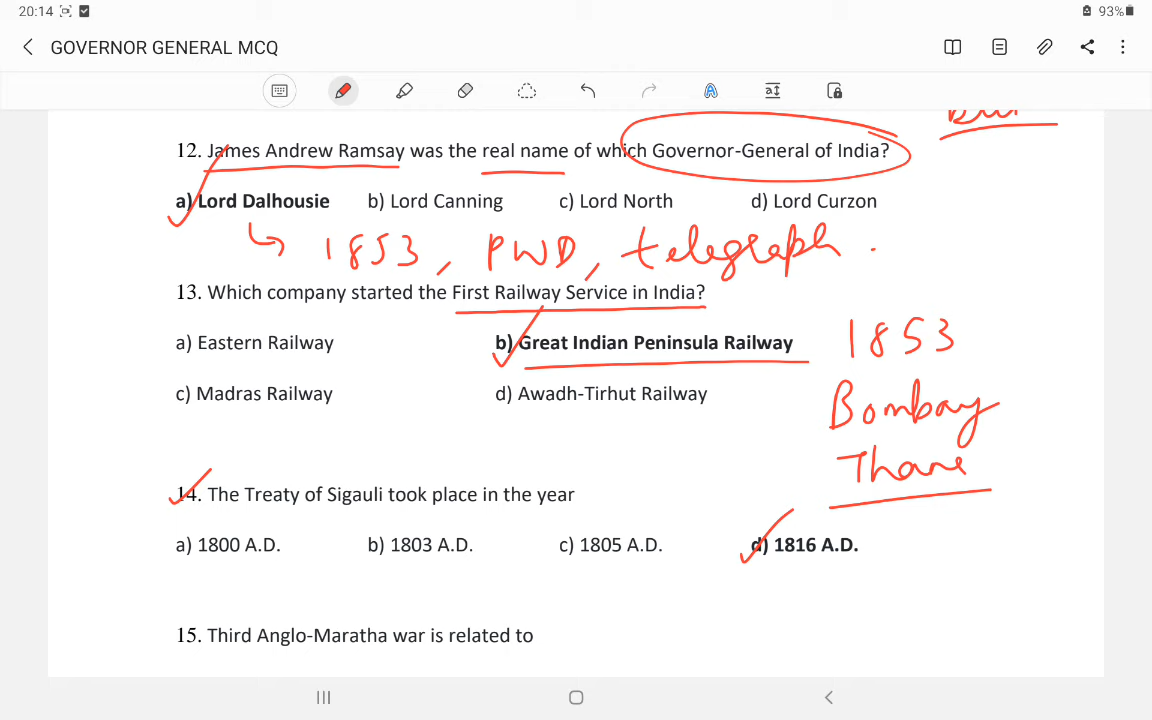 20:14 93%
GOVERNOR GENERAL MCQ
12. James Andrew Ramsay was the real name of which Governor-General of India?
a) Lord Dalhousie b) Lord Canning c) Lord North d) Lord Curzon
1853, PWD, telegraph.
13. Which company started the First Railway Service in India?
a) Eastern Railway b) Great Indian Peninsula Railway
1853
c) Madras Railway d) Awadh-Tirhut Railway
Bombay
Thane
14. The Treaty of Sigauli took place in the year
a) 1800 A.D. b) 1803 A.D. c) 1805 A.D. d) 1816 A.D.
15. Third Anglo-Maratha war is related to